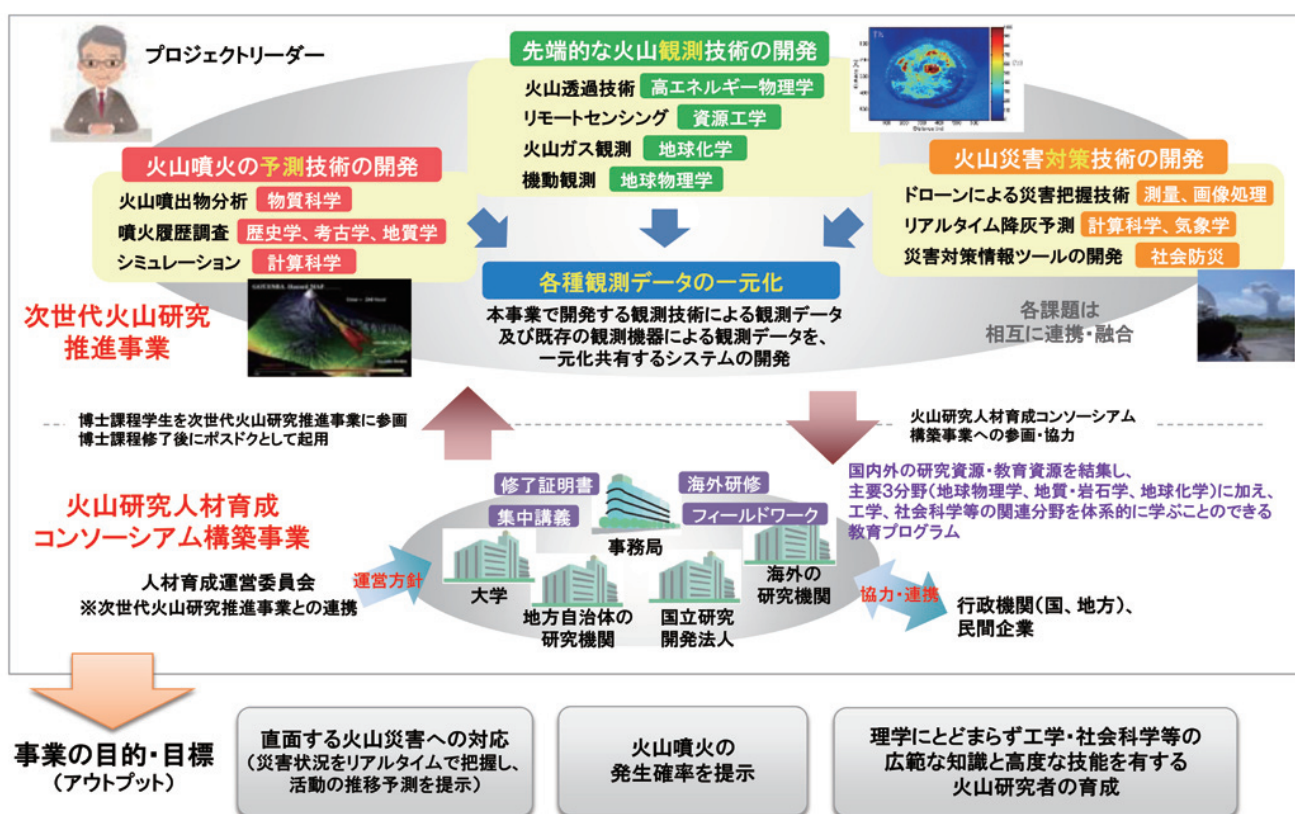 プロジェクトリーダー
先端的な火山観測技術の開発
火山透過技術 高エネルギー物理学
リモートセンシング 資源工学
火山ガス観測 地球化学
機動観測 地球物理学
火山噴火の予測技術の開発
火山噴出物分析 物質科学
噴火履歴調査 歴史学、考古学、地質学
シミュレーション 計算科学
火山災害対策技術の開発
ドローンによる災害把握技術 測量、画像処理
リアルタイム降灰予測 計算科学、気象学
災害対策情報ツールの開発 社会防災
各種観測データの一元化
本事業で開発する観測技術による観測データ
及び既存の観測機器による観測データを、
一元化共有するシステムの開発
次世代火山研究
推進事業
各課題は
相互に連携・融合
博士課程学生を次世代火山研究推進事業に参画
博士課程修了後にポスドクとして起用
火山研究人材育成コンソーシアム
構築事業への参画・協力
国内外の研究資源・教育資源を結集し、
主要3分野(地球物理学、地質・岩石学、地球化学)に加え、
工学、社会科学等の関連分野を体系的に学ぶことのできる
教育プログラム
火山研究人材育成
コンソーシアム構築事業
人材育成運営委員会
※次世代火山研究推進事業との連携
運営方針
修了証明書
海外研修
集中講義
フィールドワーク
事務局
大学
地方自治体の
研究機関
国立研究
開発法人
海外の
研究機関
協力・連携
行政機関(国、地方)、
民間企業
事業の目的・目標
(アウトプット)
直面する火山災害への対応
(災害状況をリアルタイムで把握し、
活動の推移予測を提示)
火山噴火の
発生確率を提示
理学にとどまらず工学・社会科学等の
広範な知識と高度な技能を有する
火山研究者の育成